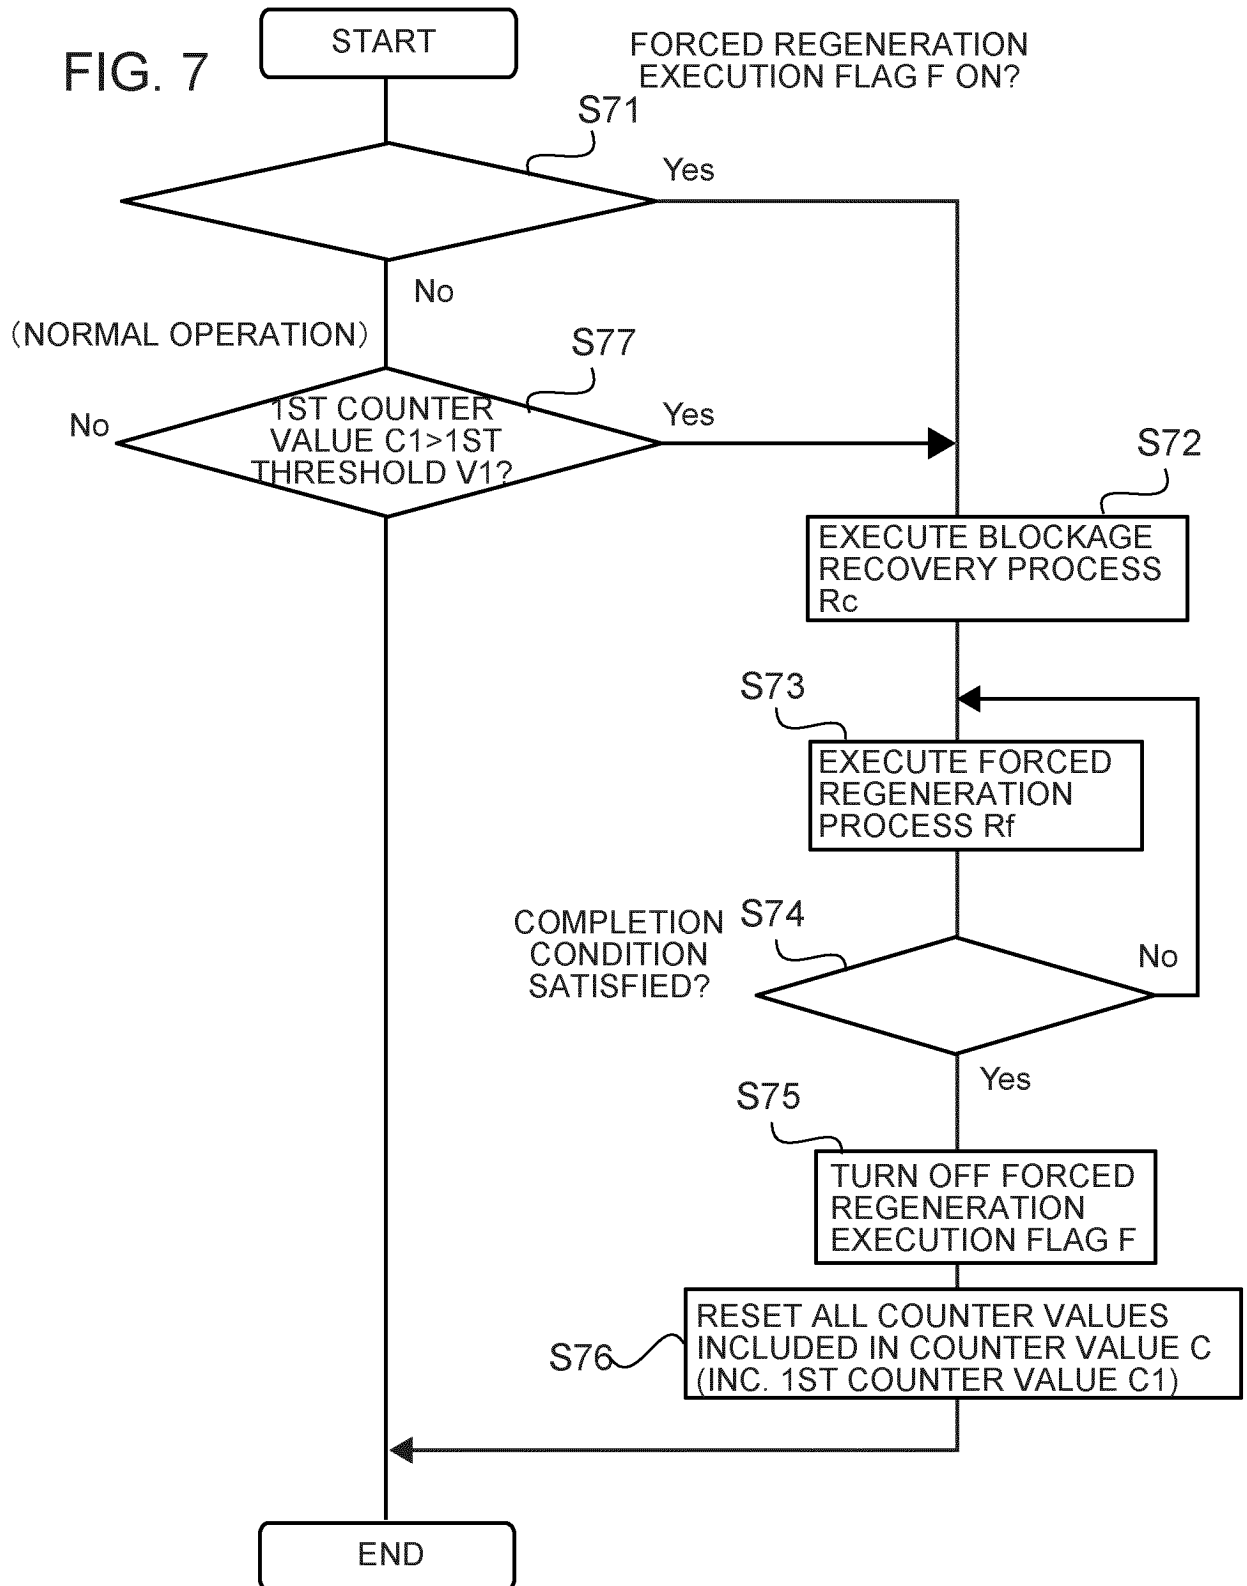 FIG. 7
START
FORCED REGENERATION
EXECUTION FLAG F ON?
S71
Yes
No
(NORMAL OPERATION)
S77
No
1ST COUNTER
VALUE C1>1ST
THRESHOLD V1?
Yes
S72
EXECUTE BLOCKAGE
RECOVERY PROCESS
Rc
S73
EXECUTE FORCED
REGENERATION
PROCESS Rf
COMPLETION
CONDITION
SATISFIED?
S74
No
Yes
S75
TURN OFF FORCED
REGENERATION
EXECUTION FLAG F
S76
RESET ALL COUNTER VALUES
INCLUDED IN COUNTER VALUE C
(INC. 1ST COUNTER VALUE C1)
END